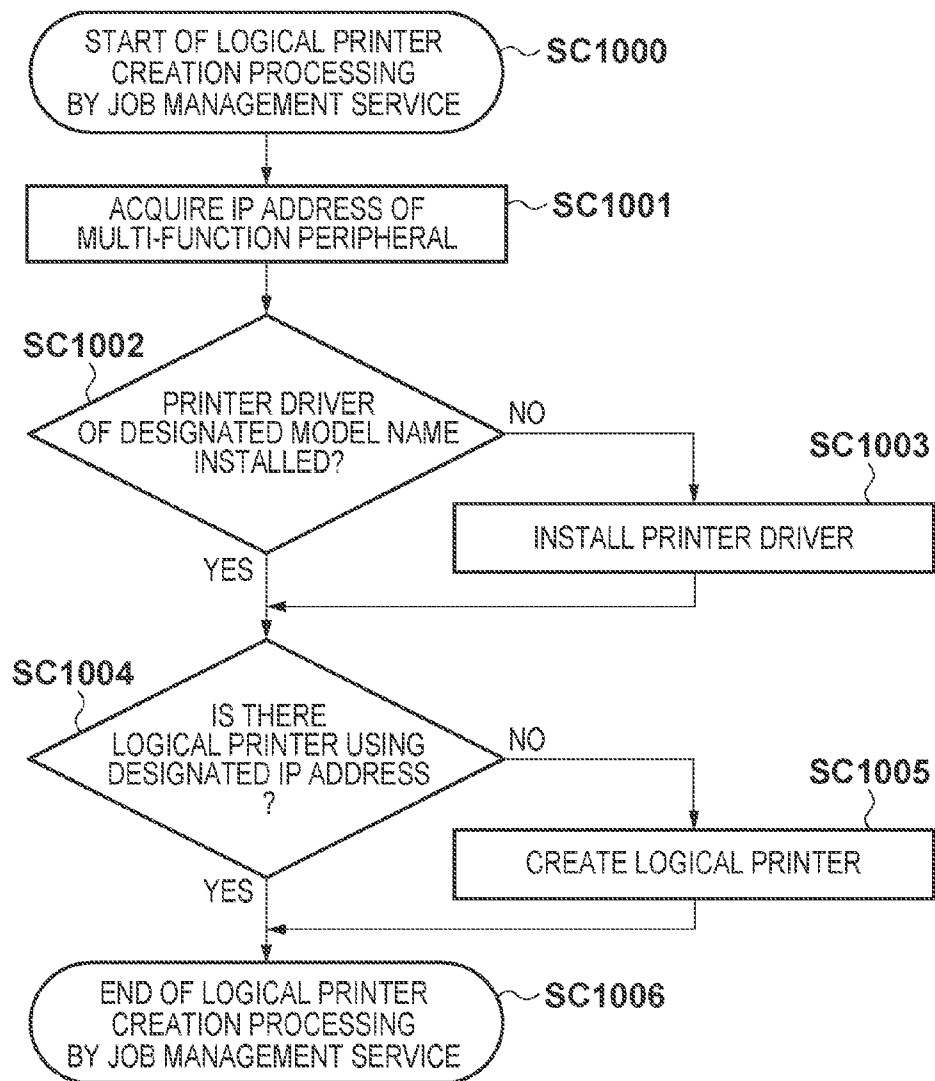 START OF LOGICAL PRINTER
CREATION PROCESSING
BY JOB MANAGEMENT SERVICE
SC1000
ACQUIRE IP ADDRESS OF
MULTI-FUNCTION PERIPHERAL
SC1001
SC1002
PRINTER DRIVER
OF DESIGNATED MODEL NAME
INSTALLED?
NO
SC1003
INSTALL PRINTER DRIVER
YES
SC1004
IS THERE
LOGICAL PRINTER USING
DESIGNATED IP ADDRESS
?
NO
SC1005
CREATE LOGICAL PRINTER
YES
END OF LOGICAL PRINTER
CREATION PROCESSING
BY JOB MANAGEMENT SERVICE
SC1006